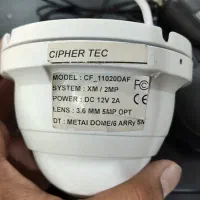 CIPHER TEC
MODEL : CF_11020DAF
SYSTEM : XM / 2MP
POWER : DC 12V 2A
LENS : 3.6 MM 5MP OPT
DT : METAl DOME/6 ARRy
FC